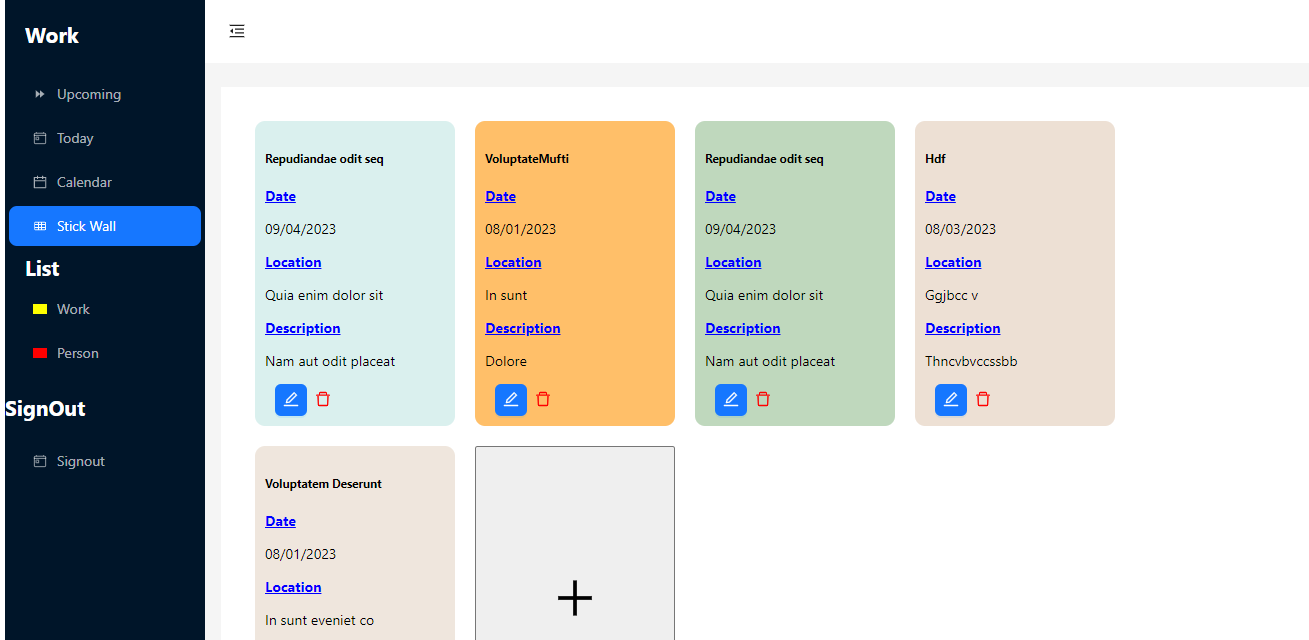 Work
Upcoming
Today
Calendar
Stick Wall
List
Work
Person
SignOut
Signout
Repudiandae odit seq
Date
09/04/2023
Location
Quia enim dolor sit
Description
Nam aut odit placeat
VoluptateMufti
Date
08/01/2023
Location
In sunt
Description
Dolore
Repudiandae odit seq
Date
09/04/2023
Location
Quia enim dolor sit
Description
Nam aut odit placeat
Hdf
Date
08/03/2023
Location
Ggjbcc v
Description
Thncvbvccssbb
Voluptatem Deserunt
Date
08/01/2023
Location
In sunt eveniet co